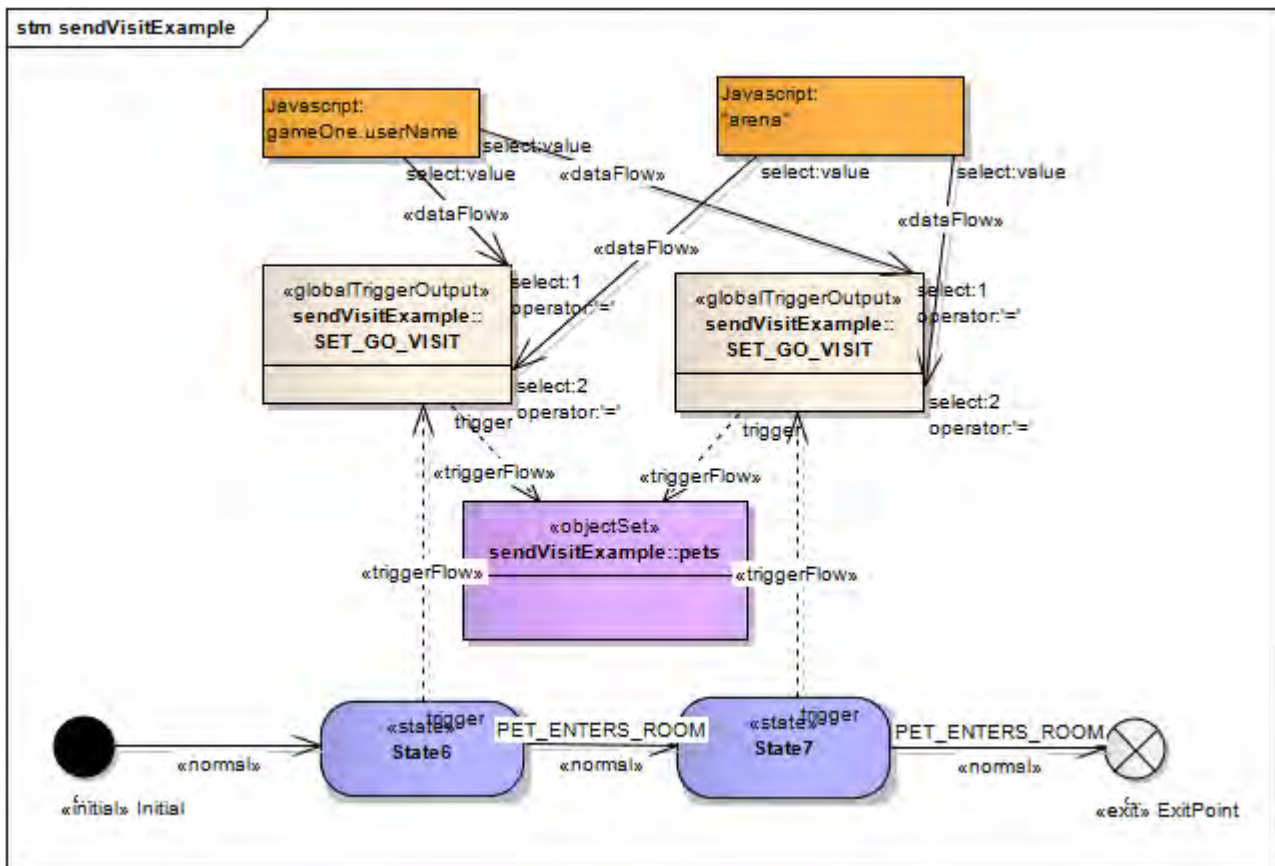 stm sendVisitExample
Javascript:
gameOne.userName
Javascript:
"arena"
select:value
select:value
«dataFlow»
select:value
select:value
«dataFlow»
«dataFlow»
«dataFlow»
«globalTriggerOutput»
sendVisitExample::
SET_GO_VISIT
select:1
operator:'='
«globalTriggerOutput»
sendVisitExample::
SET_GO_VISIT
select:1
operator:'='
select:2
operator:'='
select:2
operator:'='
trigger
trigger
«triggerFlow»
«triggerFlow»
«objectSet»
sendVisitExample::pets
«triggerFlow»
«triggerFlow»
«state»
State6
trigger
PET_ENTERS_ROOM
«normal»
«state»
State7
trigger
PET_ENTERS_ROOM
«normal»
«normal»
«initial» Initial
«exit» ExitPoint